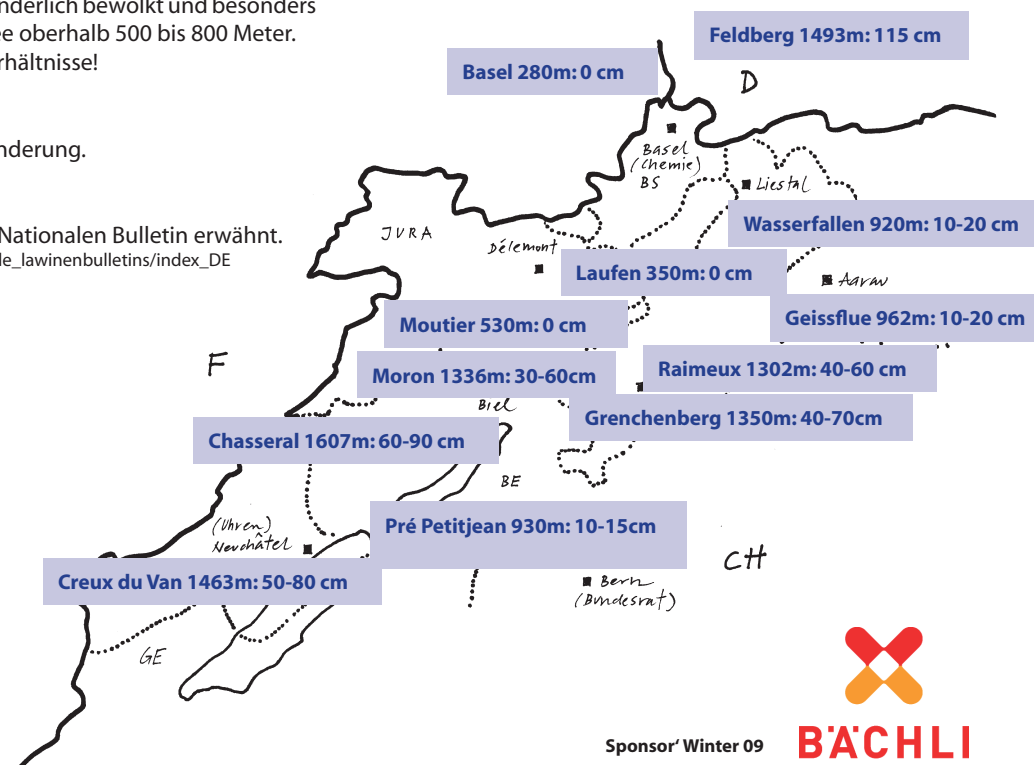 nderlich bewölkt und besonders
ee oberhalb 500 bis 800 Meter.
rhältnisse!
nderung.
Nationalen Bulletin erwähnt.
le_lawinenbulletins/index_DE
Feldberg 1493m: 115 cm
Basel 280m: 0 cm
D
Basel
(Chemie)
BS
Liestal
Wasserfallen 920m: 10-20 cm
JURA
Délemont
Laufen 350m: 0 cm
Aarau
Geissflue 962m: 10-20 cm
Moutier 530m: 0 cm
F
Raimeux 1302m: 40-60 cm
Moron 1336m: 30-60cm
Biel
Grenchenberg 1350m: 40-70cm
Chasseral 1607m: 60-90 cm
BE
(Uhren)
Neuchâtel
Pré Petitjean 930m: 10-15cm
CH
Creux du Van 1463m: 50-80 cm
Bern
(Bundesrat)
GE
Sponsor' Winter 09
BÄCHLI